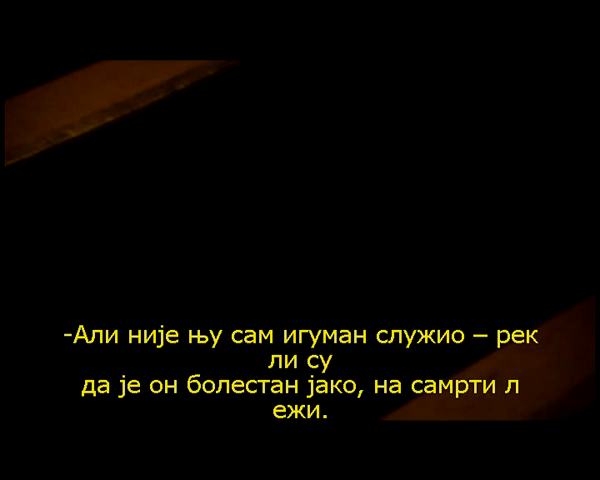 -Али није њу сам игуман служио – рек
ли су
да је он болестан јако, на самрти л
ежи.